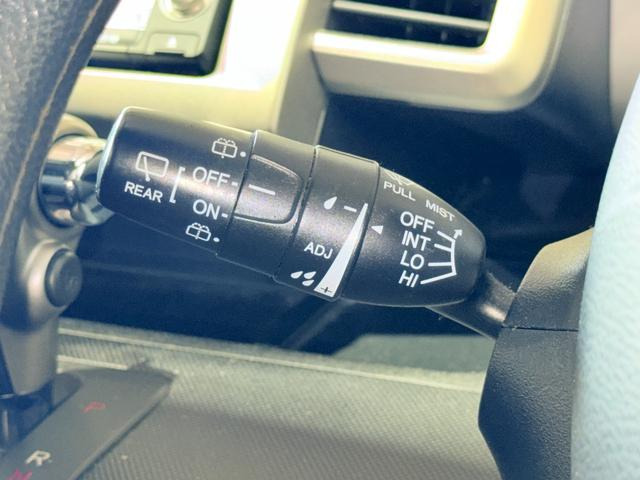 REAR
OFF
ON
ADJ
PULL MIST
OFF
INT
LO
HI
P
R